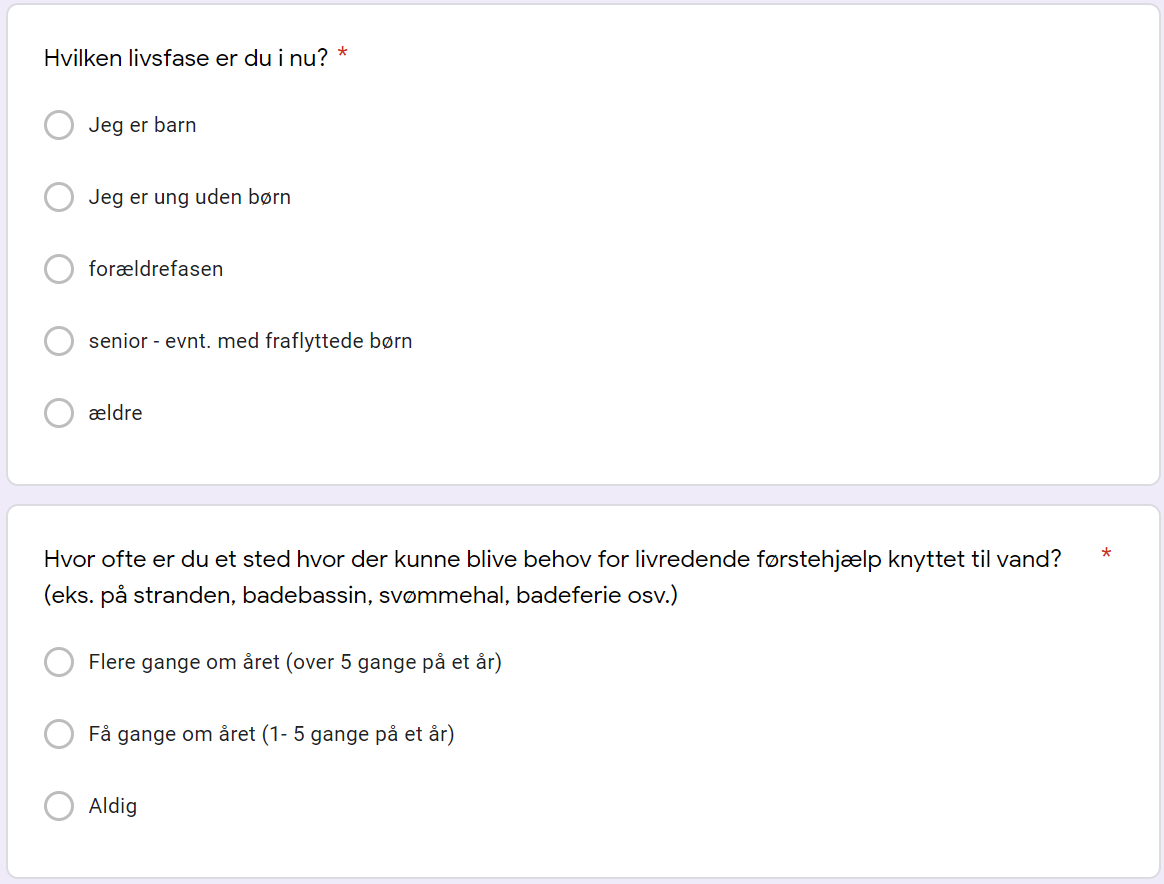 Hvilken livsfase er du i nu? *
Jeg er barn
Jeg er ung uden børn
forældrefasen
senior - evnt. med fraflyttede børn
ældre
Hvor ofte er du et sted hvor der kunne blive behov for livredende førstehjælp knyttet til vand? *
(eks. på stranden, badebassin, svømmehal, badeferie osv.)
Flere gange om året (over 5 gange på et år)
Få gange om året (1- 5 gange på et år)
Aldig